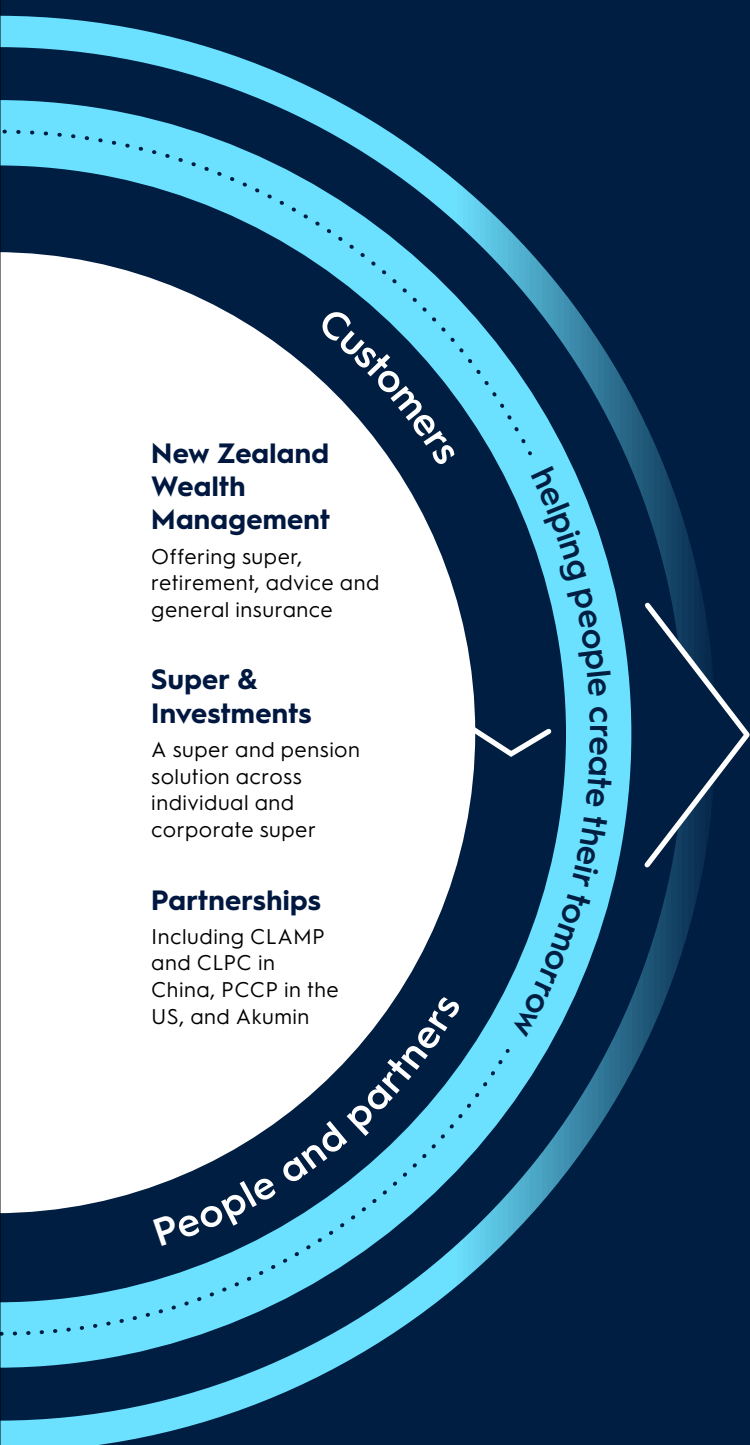 Customers
New Zealand
Wealth
Management
Offering super,
retirement, advice and
general insurance
Super &
Investments
A super and pension
solution across
individual and
corporate super
Partnerships
Including CLAMP
and CLPC in
China, PCCP in the
US, and Akumin
helping people create their tomorrow
People and partners